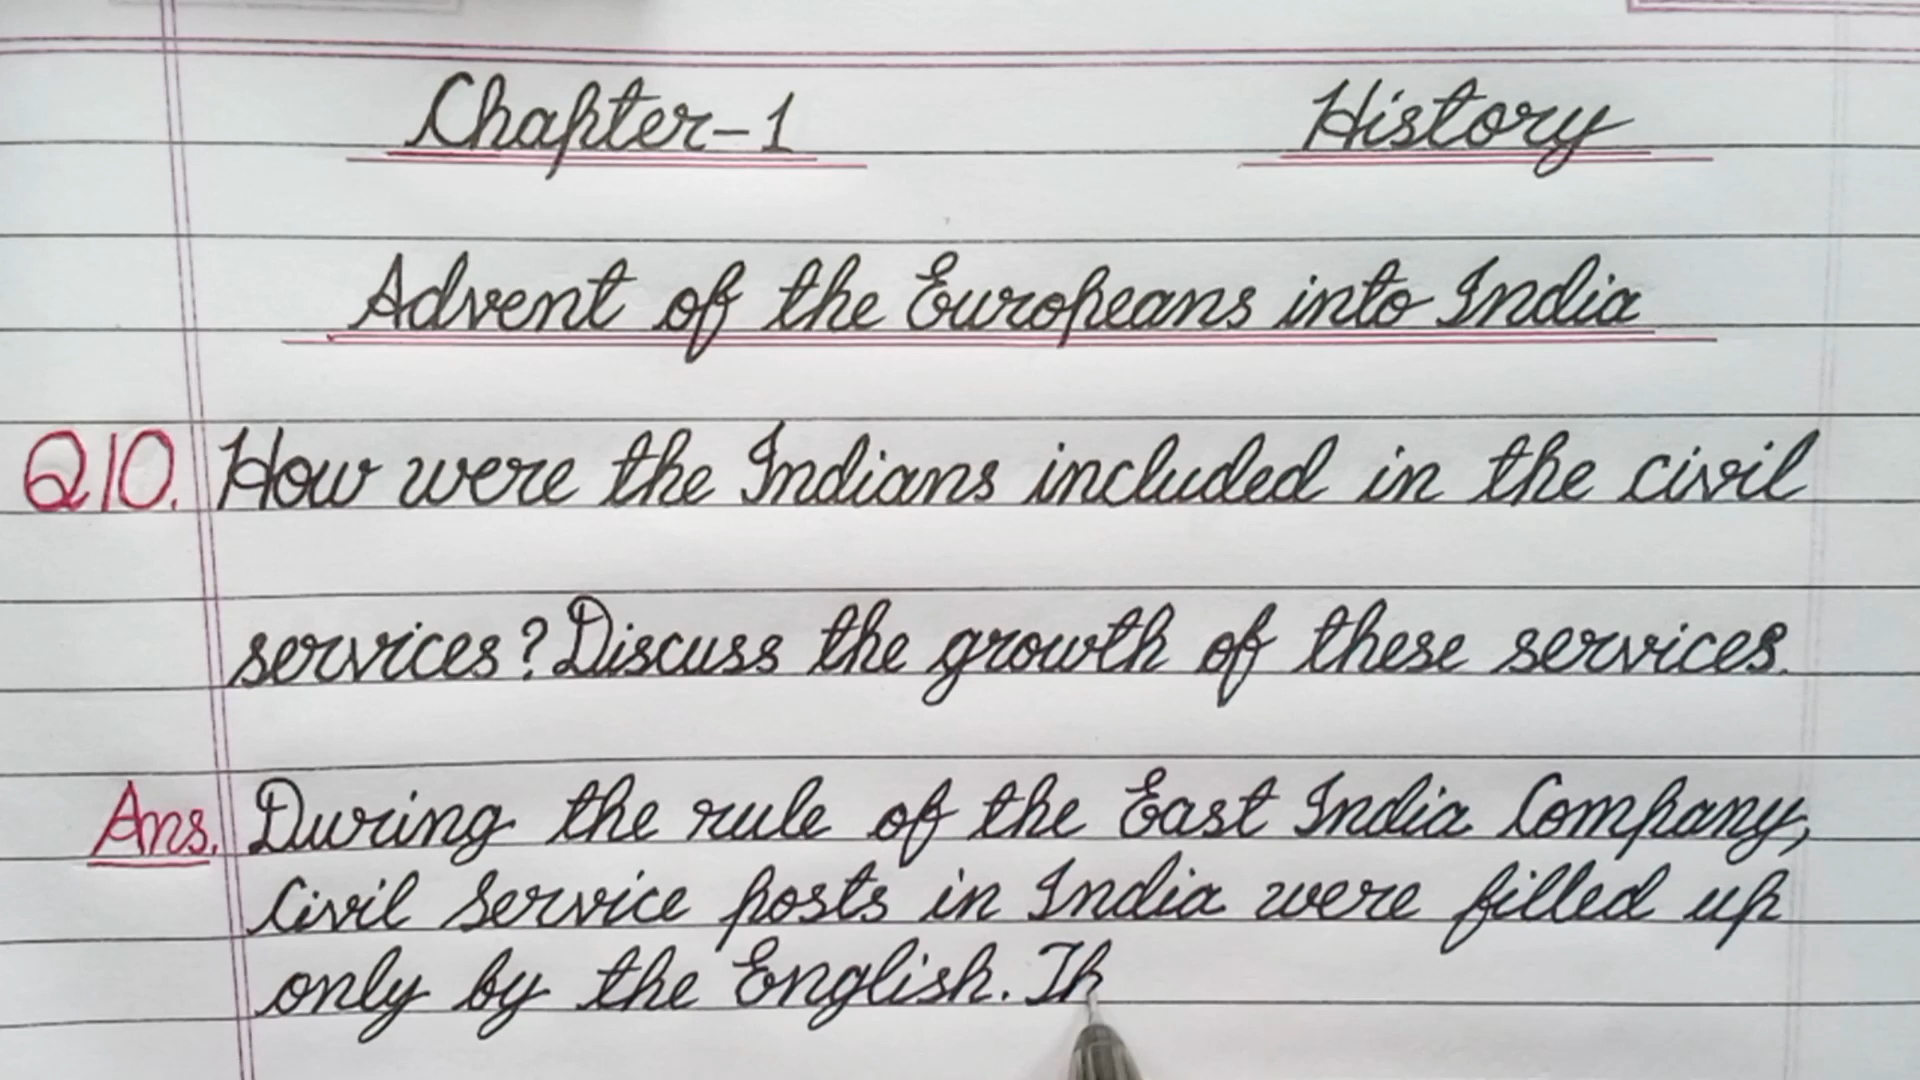 Chapter-1 History
Advent of the Europeans into India
Q10. How were the Indians included in the civil
services? Discuss the growth of these services.
Ans. During the rule of the East India Company,
Civil Service posts in India were filled up
only by the English. Th